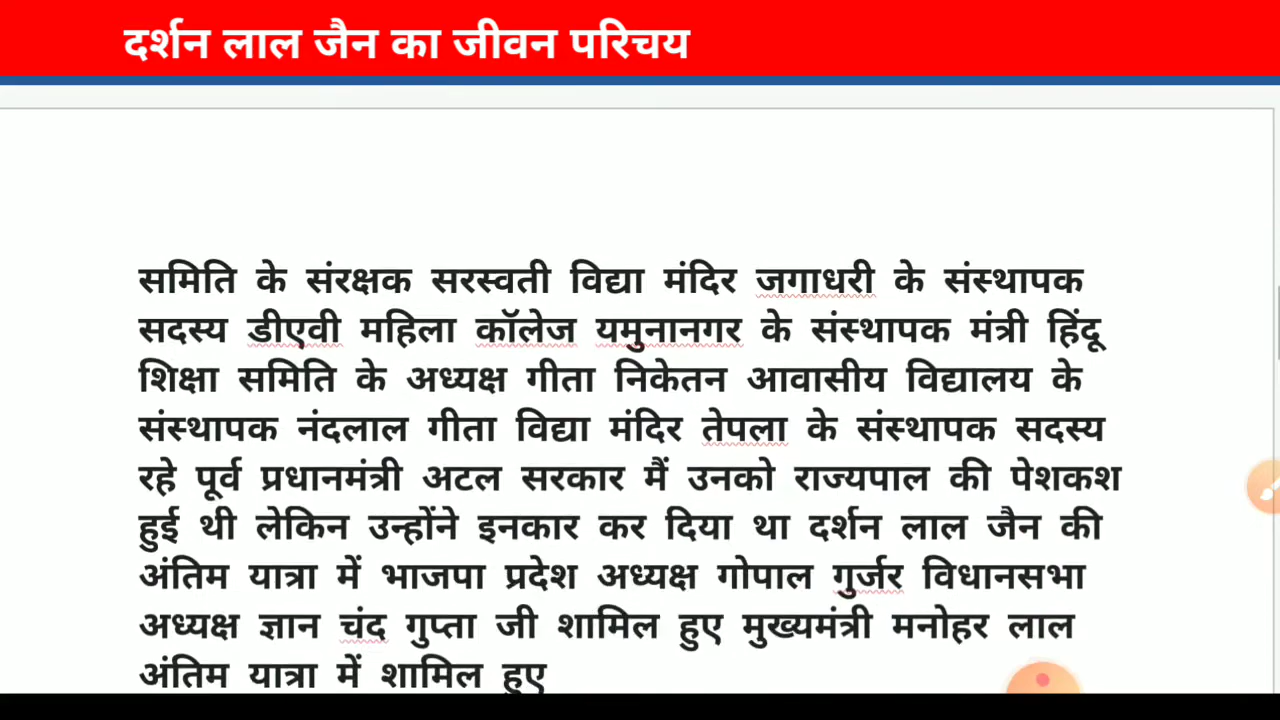 दर्शन लाल जैन का जीवन परिचय
समिति के संरक्षक सरस्वती विद्या मंदिर जगाधरी के संस्थापक
सदस्य डीएवी महिला कॉलेज यमुनानगर के संस्थापक मंत्री हिंदू
शिक्षा समिति के अध्यक्ष गीता निकेतन आवासीय विद्यालय के
संस्थापक नंदलाल गीता विद्या मंदिर तेपला के संस्थापक सदस्य
रहे पूर्व प्रधानमंत्री अटल सरकार मैं उनको राज्यपाल की पेशकश
हुई थी लेकिन उन्होंने इनकार कर दिया था दर्शन लाल जैन की
अंतिम यात्रा में भाजपा प्रदेश अध्यक्ष गोपाल गुर्जर विधानसभा
अध्यक्ष ज्ञान चंद गुप्ता जी शामिल हुए मुख्यमंत्री मनोहर लाल
अंतिम यात्रा में शामिल हुए